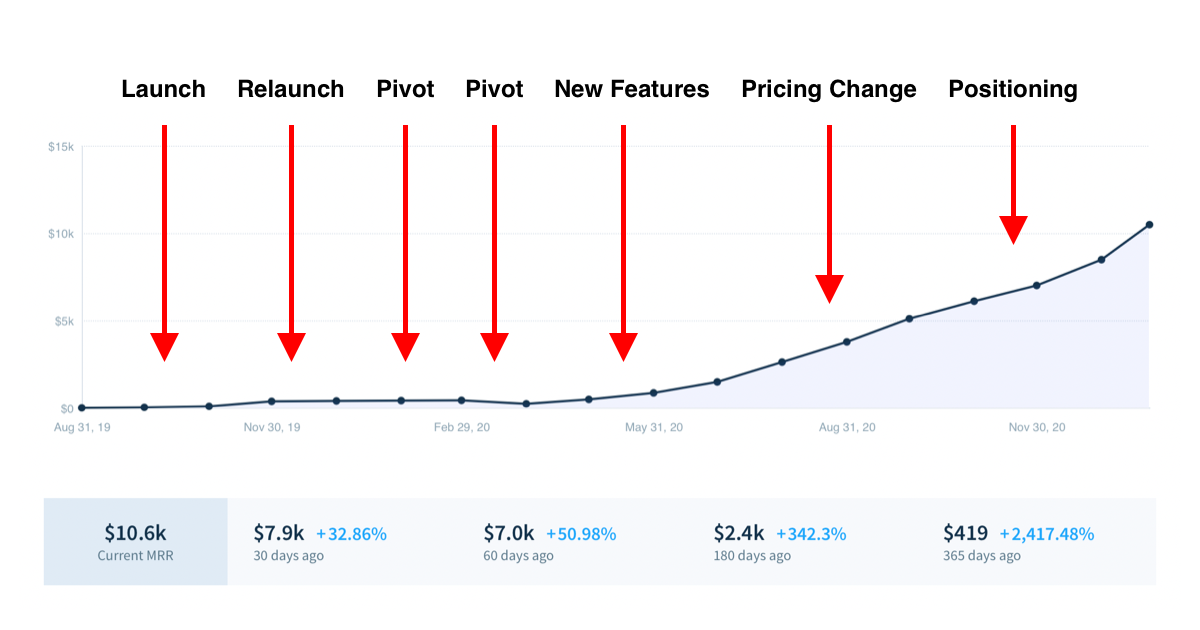 Launch Relaunch Pivot Pivot New Features Pricing Change Positioning
$15k
$10k
$5k
$0
Aug 31, 19 Nov 30, 19 Feb 29, 20 May 31, 20 Aug 31, 20 Nov 30, 20
$10.6k $7.9k +32.86% $7.0k +50.98% $2.4k +342.3% $419 +2,417.48%
Current MRR 30 days ago 60 days ago 180 days ago 365 days ago